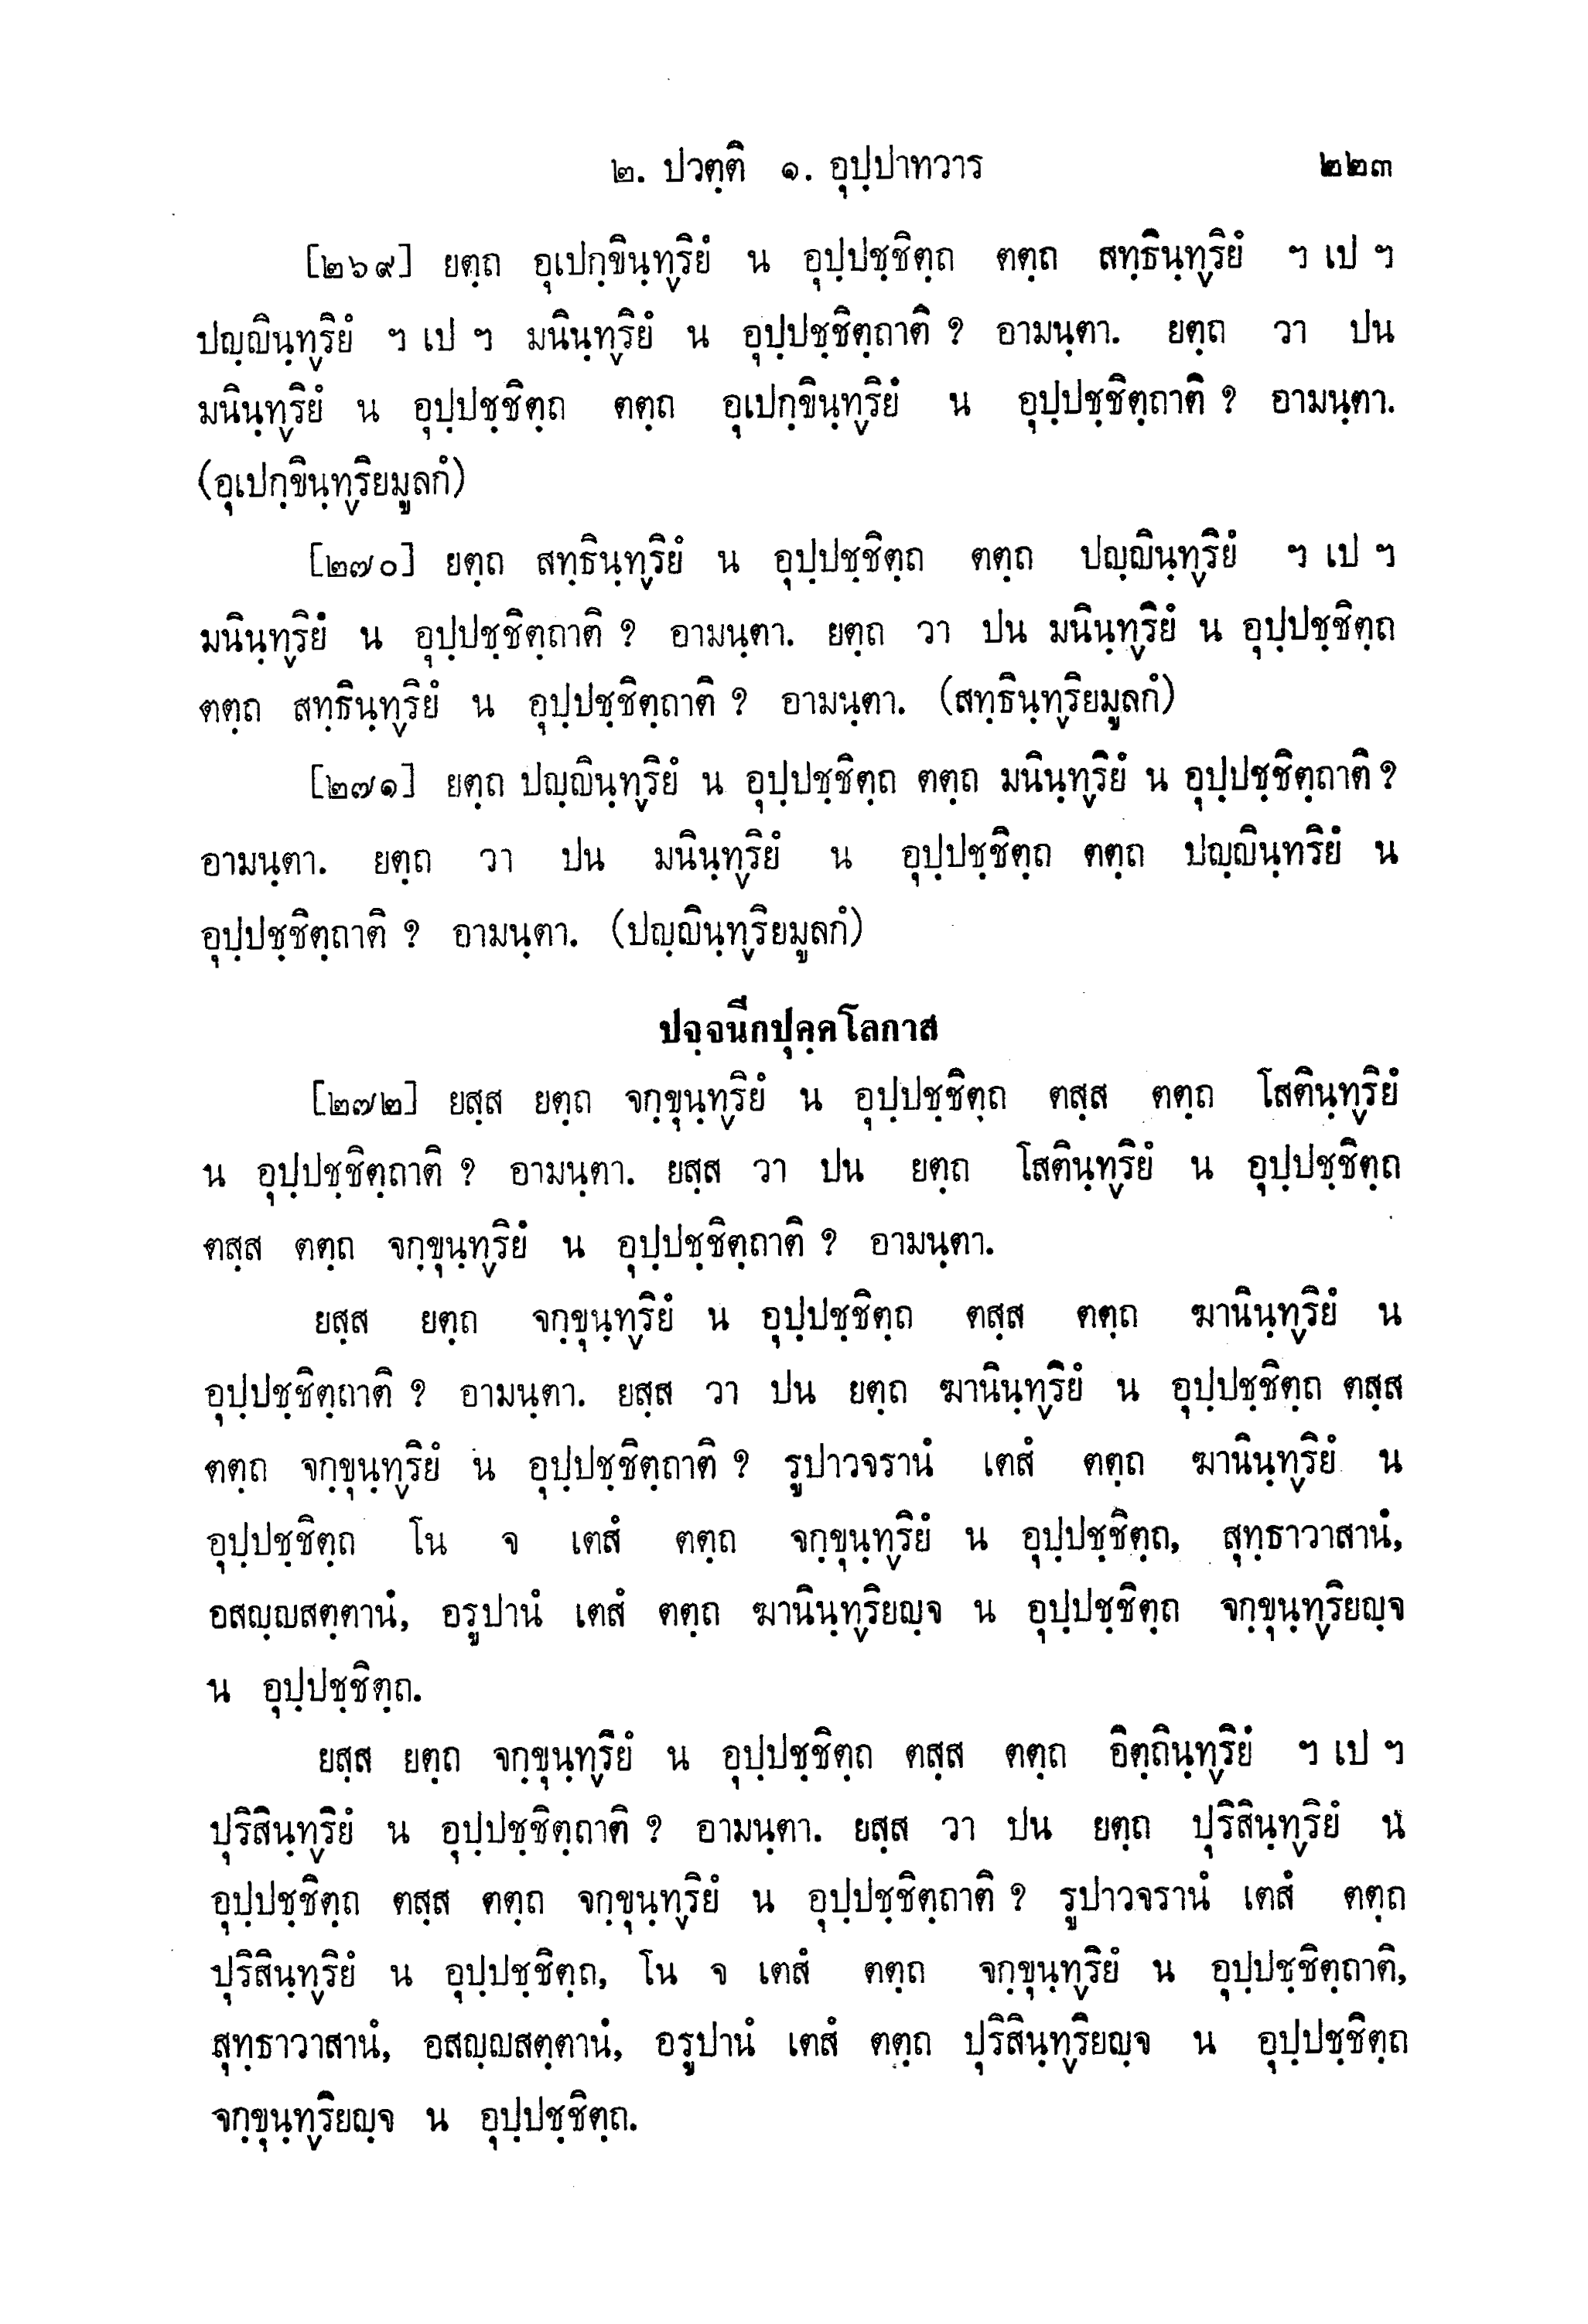 ๒. ปวตฺติ ๑. อุปฺปาทวาร ๒๒๓
[๒๖๙] ยตฺถ อุเปกฺขินฺทฺริยํ น อุปฺปชฺชิตฺถ ตตฺถ สทฺธินฺทฺริยํ ฯ เป ฯ
ปญฺญินฺทฺริยํ ฯ เป ฯ มนินฺทฺริยํ น อุปฺปชฺชิตฺถาติ ? อามนฺตา. ยตฺถ วา ปน
มนินฺทฺริยํ น อุปฺปชฺชิตฺถ ตตฺถ อุเปกฺขินฺทฺริยํ น อุปฺปชฺชิตฺถาติ ? อามนฺตา.
(อุเปกฺขินฺทฺริยมูลกํ)
[๒๗๐] ยตฺถ สทฺธินฺทฺริยํ น อุปฺปชฺชิตฺถ ตตฺถ ปญฺญินฺทฺริยํ ฯ เป ฯ
มนินฺทฺริยํ น อุปฺปชฺชิตฺถาติ ? อามนฺตา. ยตฺถ วา ปน มนินฺทฺริยํ น อุปฺปชฺชิตฺถ
ตตฺถ สทฺธินฺทฺริยํ น อุปฺปชฺชิตฺถาติ ? อามนฺตา. (สทฺธินฺทฺริยมูลกํ)
[๒๗๑] ยตฺถ ปญฺญินฺทฺริยํ น อุปฺปชฺชิตฺถ ตตฺถ มนินฺทฺริยํ น อุปฺปชฺชิตฺถาติ ?
อามนฺตา. ยตฺถ วา ปน มนินฺทฺริยํ น อุปฺปชฺชิตฺถ ตตฺถ ปญฺญินฺทริยํ น
อุปฺปชฺชิตฺถาติ ? อามนฺตา. (ปญฺญินฺทฺริยมูลกํ)
ปจฺจนีกปุคฺคโลกาส
[๒๗๒] ยสฺส ยตฺถ จกฺขุนฺทฺริยํ น อุปฺปชฺชิตฺถ ตสฺส ตตฺถ โสตินฺทฺริยํ
น อุปฺปชฺชิตฺถาติ ? อามนฺตา. ยสฺส วา ปน ยตฺถ โสตินฺทฺริยํ น อุปฺปชฺชิตฺถ
ตสฺส ตตฺถ จกฺขุนฺทฺริยํ น อุปฺปชฺชิตฺถาติ ? อามนฺตา.
ยสฺส ยตฺถ จกฺขุนฺทฺริยํ น อุปฺปชฺชิตฺถ ตสฺส ตตฺถ ฆานินฺทฺริยํ น
อุปฺปชฺชิตฺถาติ ? อามนฺตา. ยสฺส วา ปน ยตฺถ ฆานินฺทฺริยํ น อุปฺปชฺชิตฺถ ตสฺส
ตตฺถ จกฺขุนฺทฺริยํ น อุปฺปชฺชิตฺถาติ ? รูปาวจรานํ เตสํ ตตฺถ ฆานินฺทฺริยํ น
อุปฺปชฺชิตฺถ โน จ เตสํ ตตฺถ จกฺขุนฺทฺริยํ น อุปฺปชฺชิตฺถ, สุทฺธาวาสานํ,
อสญฺญสตฺตานํ, อรูปานํ เตสํ ตตฺถ ฆานินฺทฺริยญฺจ น อุปฺปชฺชิตฺถ จกฺขุนฺทฺริยญฺจ
น อุปฺปชฺชิตฺถ.
ยสฺส ยตฺถ จกฺขุนฺทฺริยํ น อุปฺปชฺชิตฺถ ตสฺส ตตฺถ อิตฺถินฺทฺริยํ ฯ เป ฯ
ปุริสินฺทฺริยํ น อุปฺปชฺชิตฺถาติ ? อามนฺตา. ยสฺส วา ปน ยตฺถ ปุริสินฺทฺริยํ น
อุปฺปชฺชิตฺถ ตสฺส ตตฺถ จกฺขุนฺทฺริยํ น อุปฺปชฺชิตฺถาติ ? รูปาวจรานํ เตสํ ตตฺถ
ปุริสินฺทฺริยํ น อุปฺปชฺชิตฺถ, โน จ เตสํ ตตฺถ จกฺขุนฺทฺริยํ น อุปฺปชฺชิตฺถาติ,
สุทฺธาวาสานํ, อสญฺญสตฺตานํ, อรูปานํ เตสํ ตตฺถ ปุริสินฺทฺริยญฺจ น อุปฺปชฺชิตฺถ
จกฺขุนฺทฺริยญฺจ น อุปฺปชฺชิตฺถ.